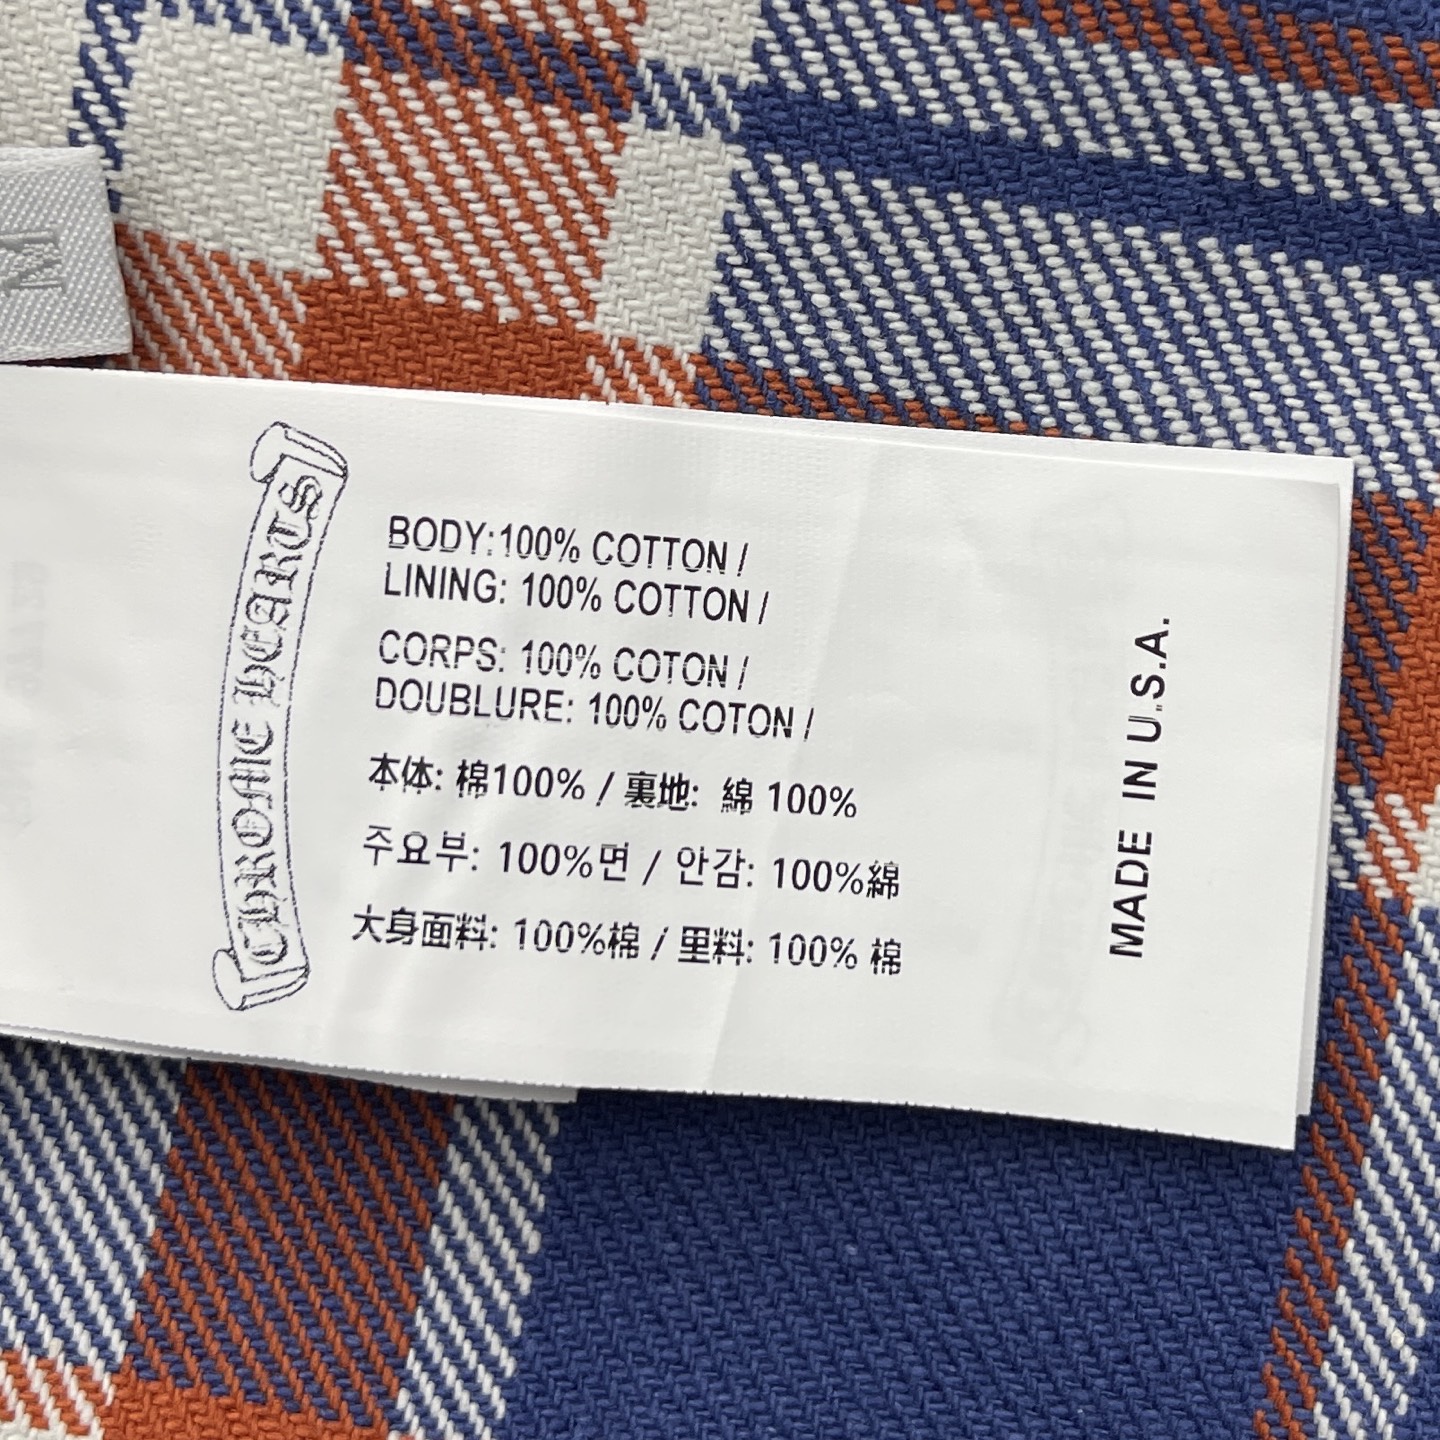 CHROME HEARTS
BODY:100% COTTON /
LINING: 100% COTTON /
CORPS: 100% COTON /
DOUBLURE: 100% COTON /
本体: 棉100% / 裏地: 綿 100%
주요부: 100%면 / 안감: 100%綿
大身面料: 100%棉 / 里料: 100% 棉
MADE IN U.S.A.
M